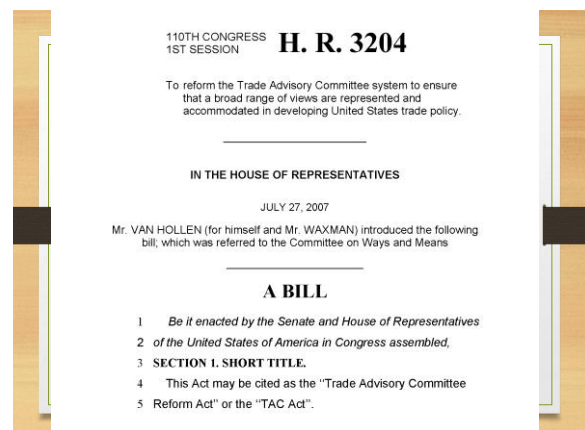 110TH CONGRESS
1ST SESSION
H. R. 3204
To reform the Trade Advisory Committee system to ensure
that a broad range of views are represented and
accommodated in developing United States trade policy.
IN THE HOUSE OF REPRESENTATIVES
JULY 27, 2007
Mr. VAN HOLLEN (for himself and Mr. WAXMAN) introduced the following
bill; which was referred to the Committee on Ways and Means
A BILL
1 Be it enacted by the Senate and House of Representatives
2 of the United States of America in Congress assembled,
3 SECTION 1. SHORT TITLE.
4 This Act may be cited as the ‘‘Trade Advisory Committee
5 Reform Act’’ or the ‘‘TAC Act’’.